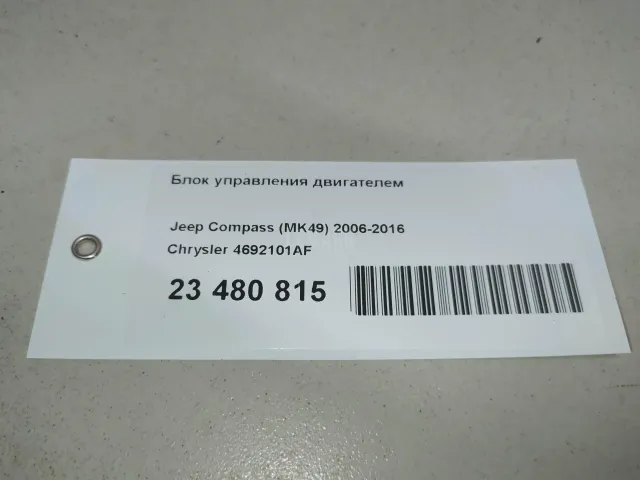 Блок управления двигателем
Jeep Compass (MK49) 2006-2016
Chrysler 4692101AF
23 480 815